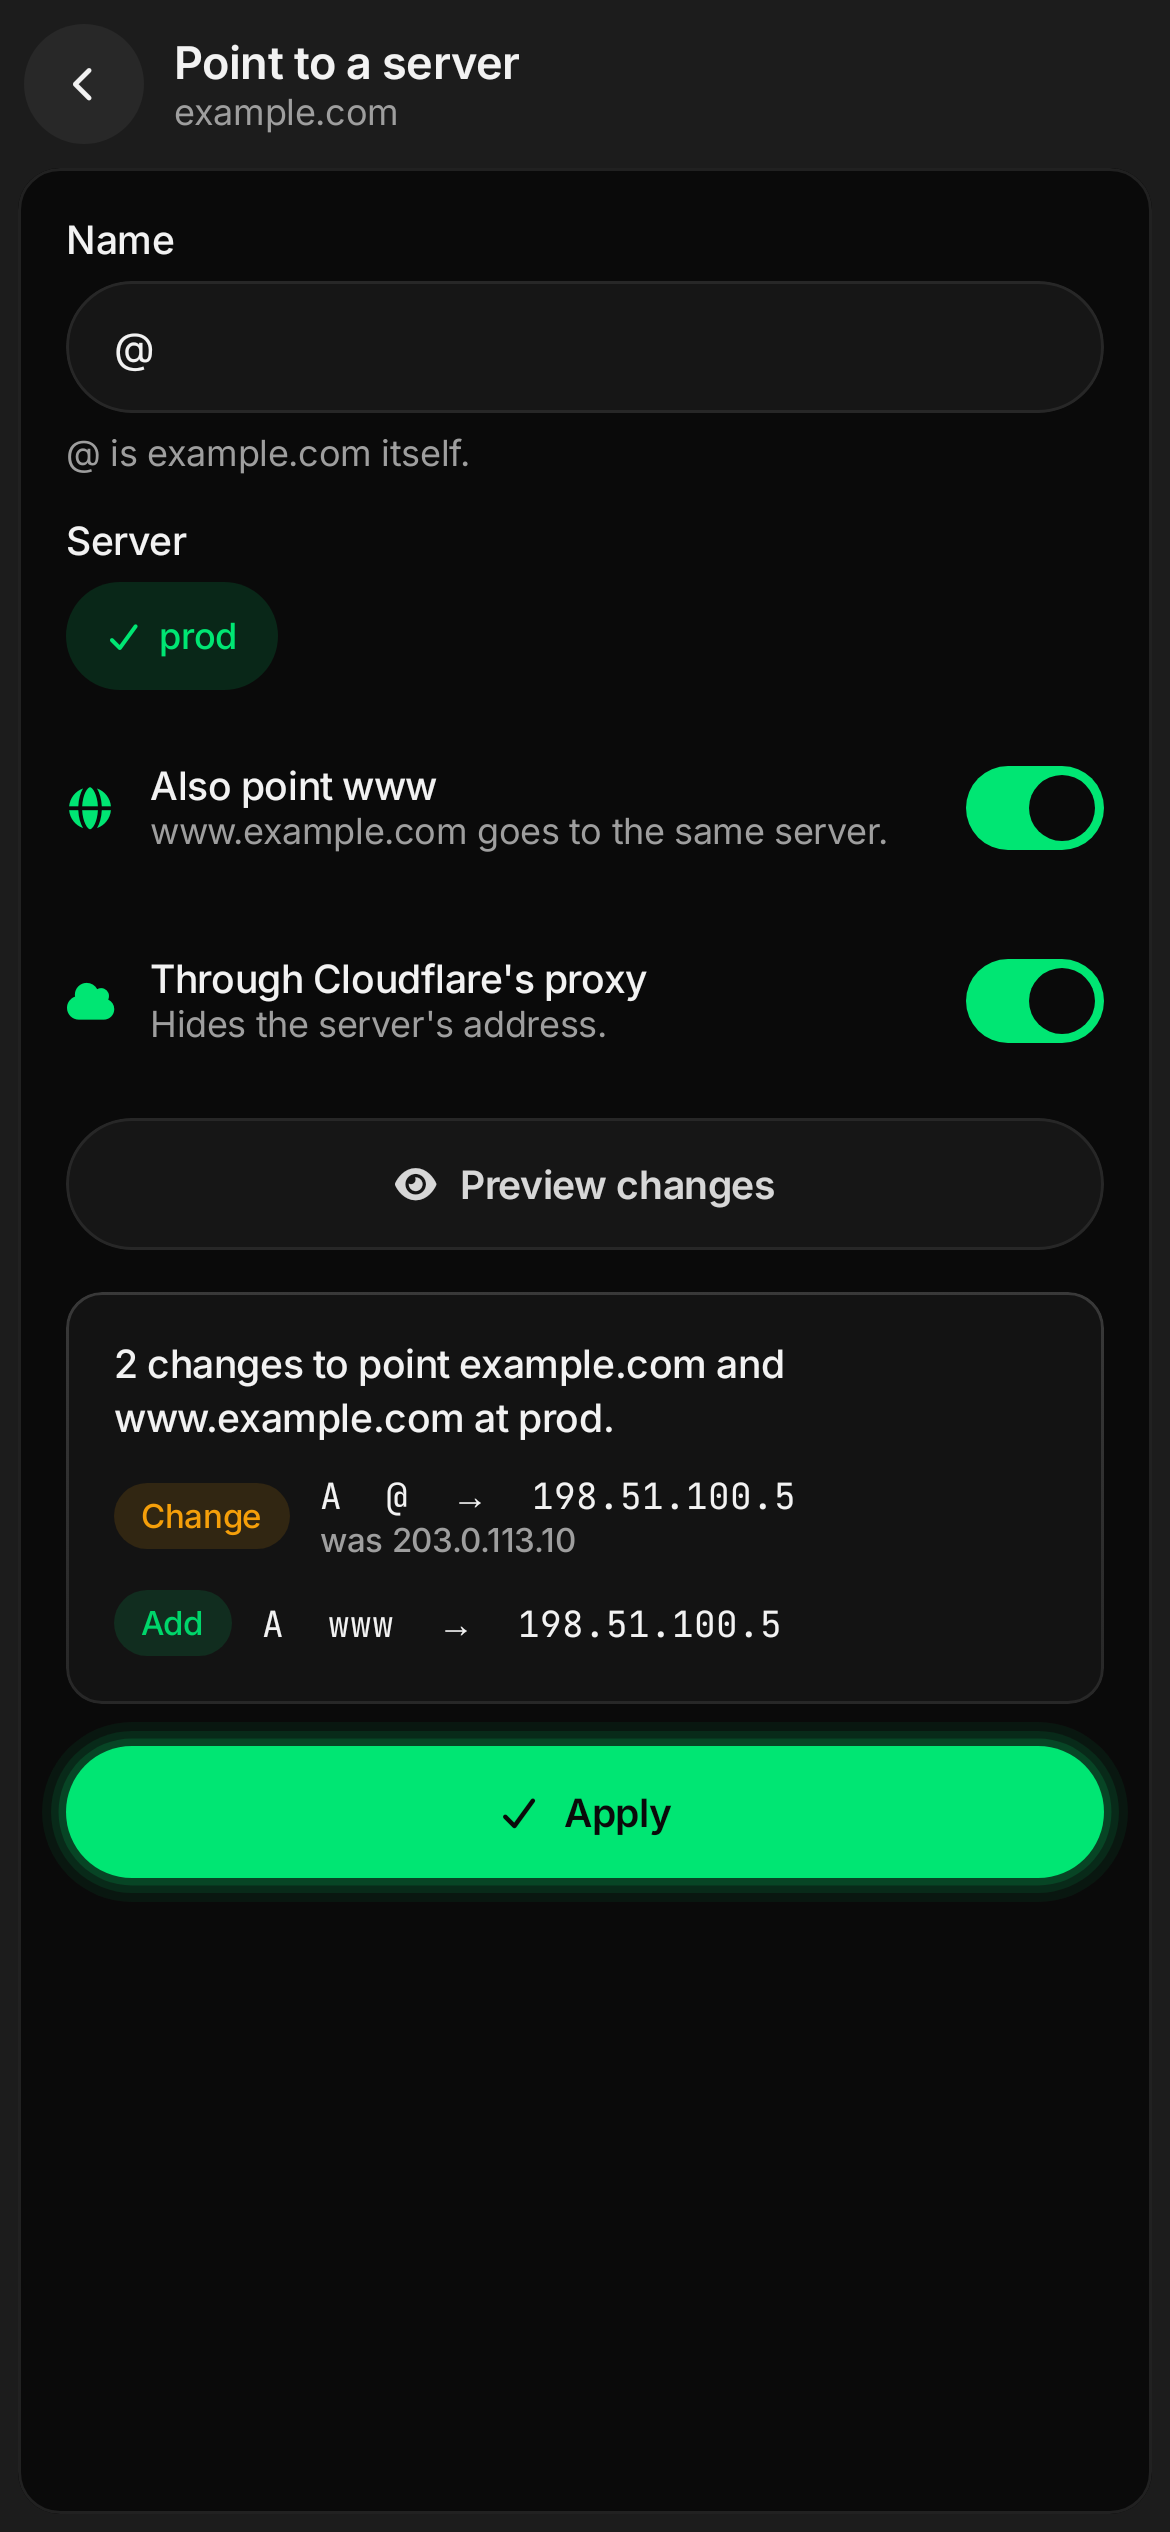 Point to a server
example.com
Name
@
@ is example.com itself.
Server
prod
Also point www
www.example.com goes to the same server.
Through Cloudflare's proxy
Hides the server's address.
Preview changes
2 changes to point example.com and
www.example.com at prod.
Change A @ → 198.51.100.5
was 203.0.113.10
Add A www → 198.51.100.5
Apply